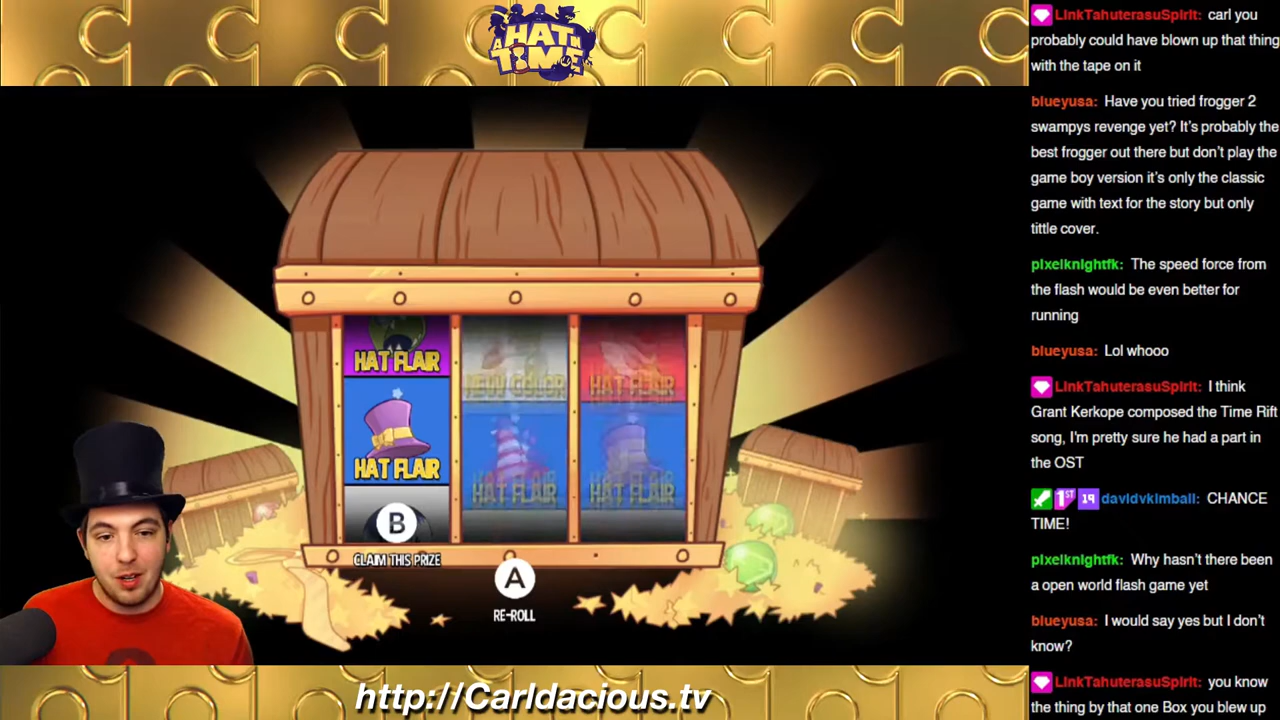 A HAT IN TIME
HAT FLAIR
NEW COLOR
HAT FLAIR
HAT FLAIR
HAT FLAIR
HAT FLAIR
B
CLAIM THIS PRIZE
A
RE-ROLL
http://Carldacious.tv
LinkTahuterasuSpirit: carl you
probably could have blown up that thing
with the tape on it
blueyusa: Have you tried frogger 2
swampys revenge yet? It's probably the
best frogger out there but don't play the
game boy version it's only the classic
game with text for the story but only
tittle cover.
pixelknightfk: The speed force from
the flash would be even better for
running
blueyusa: Lol whooo
LinkTahuterasuSpirit: I think
Grant Kerkope composed the Time Rift
song, I'm pretty sure he had a part in
the OST
1ST 19 davidvkimball: CHANCE
TIME!
pixelknightfk: Why hasn't there been
a open world flash game yet
blueyusa: I would say yes but I don't
know?
LinkTahuterasuSpirit: you know
the thing by that one Box you blew up